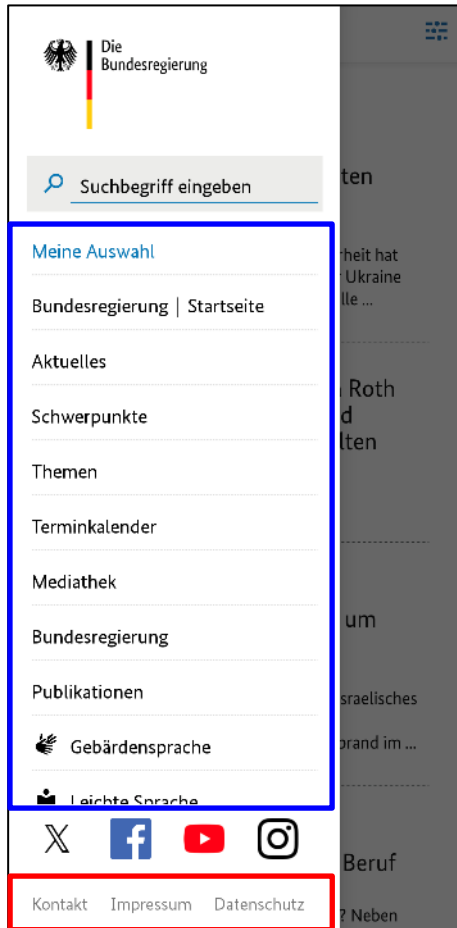 Die
Bundesregierung
Suchbegriff eingeben
Meine Auswahl
Bundesregierung | Startseite
Aktuelles
Schwerpunkte
Themen
Terminkalender
Mediathek
Bundesregierung
Publikationen
Gebärdensprache
Leichte Sprache
Kontakt Impressum Datenschutz
ten
rheit hat
Ukraine
lle ...
Roth
d
lten
um
sraelisches
brand im ...
Beruf
? Neben